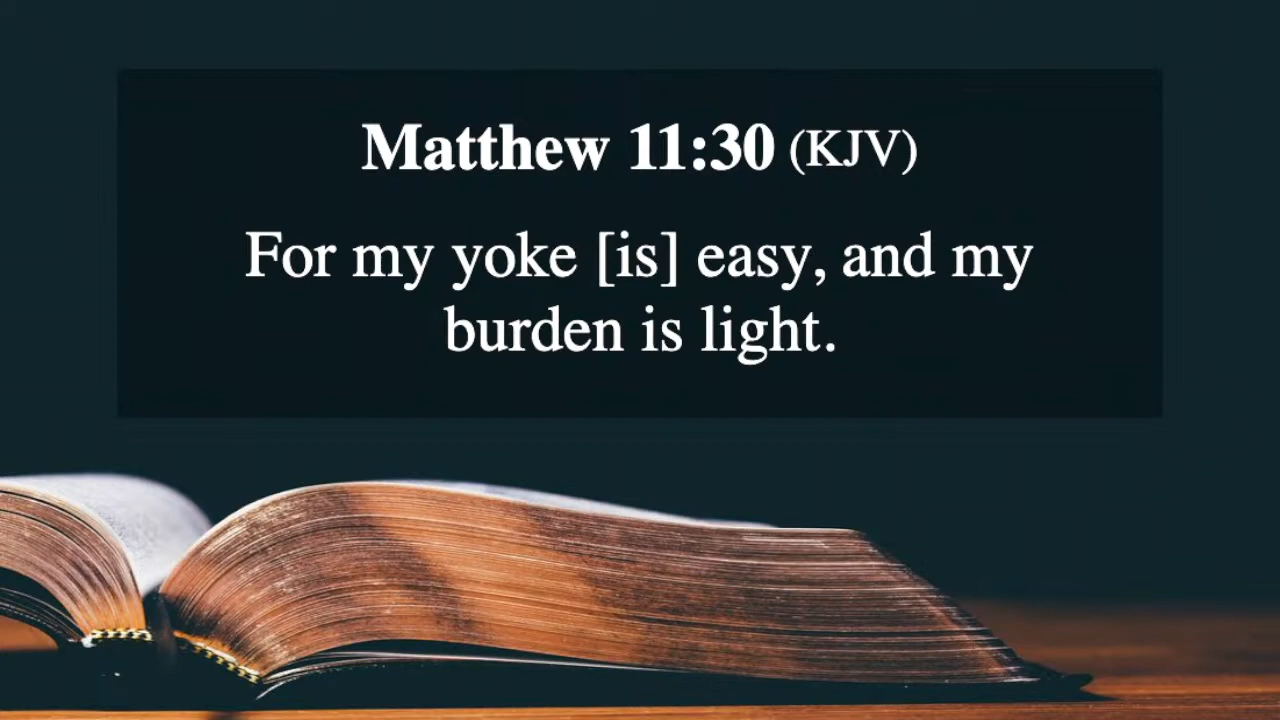 Matthew 11:30 (KJV)
For my yoke [is] easy, and my
burden is light.